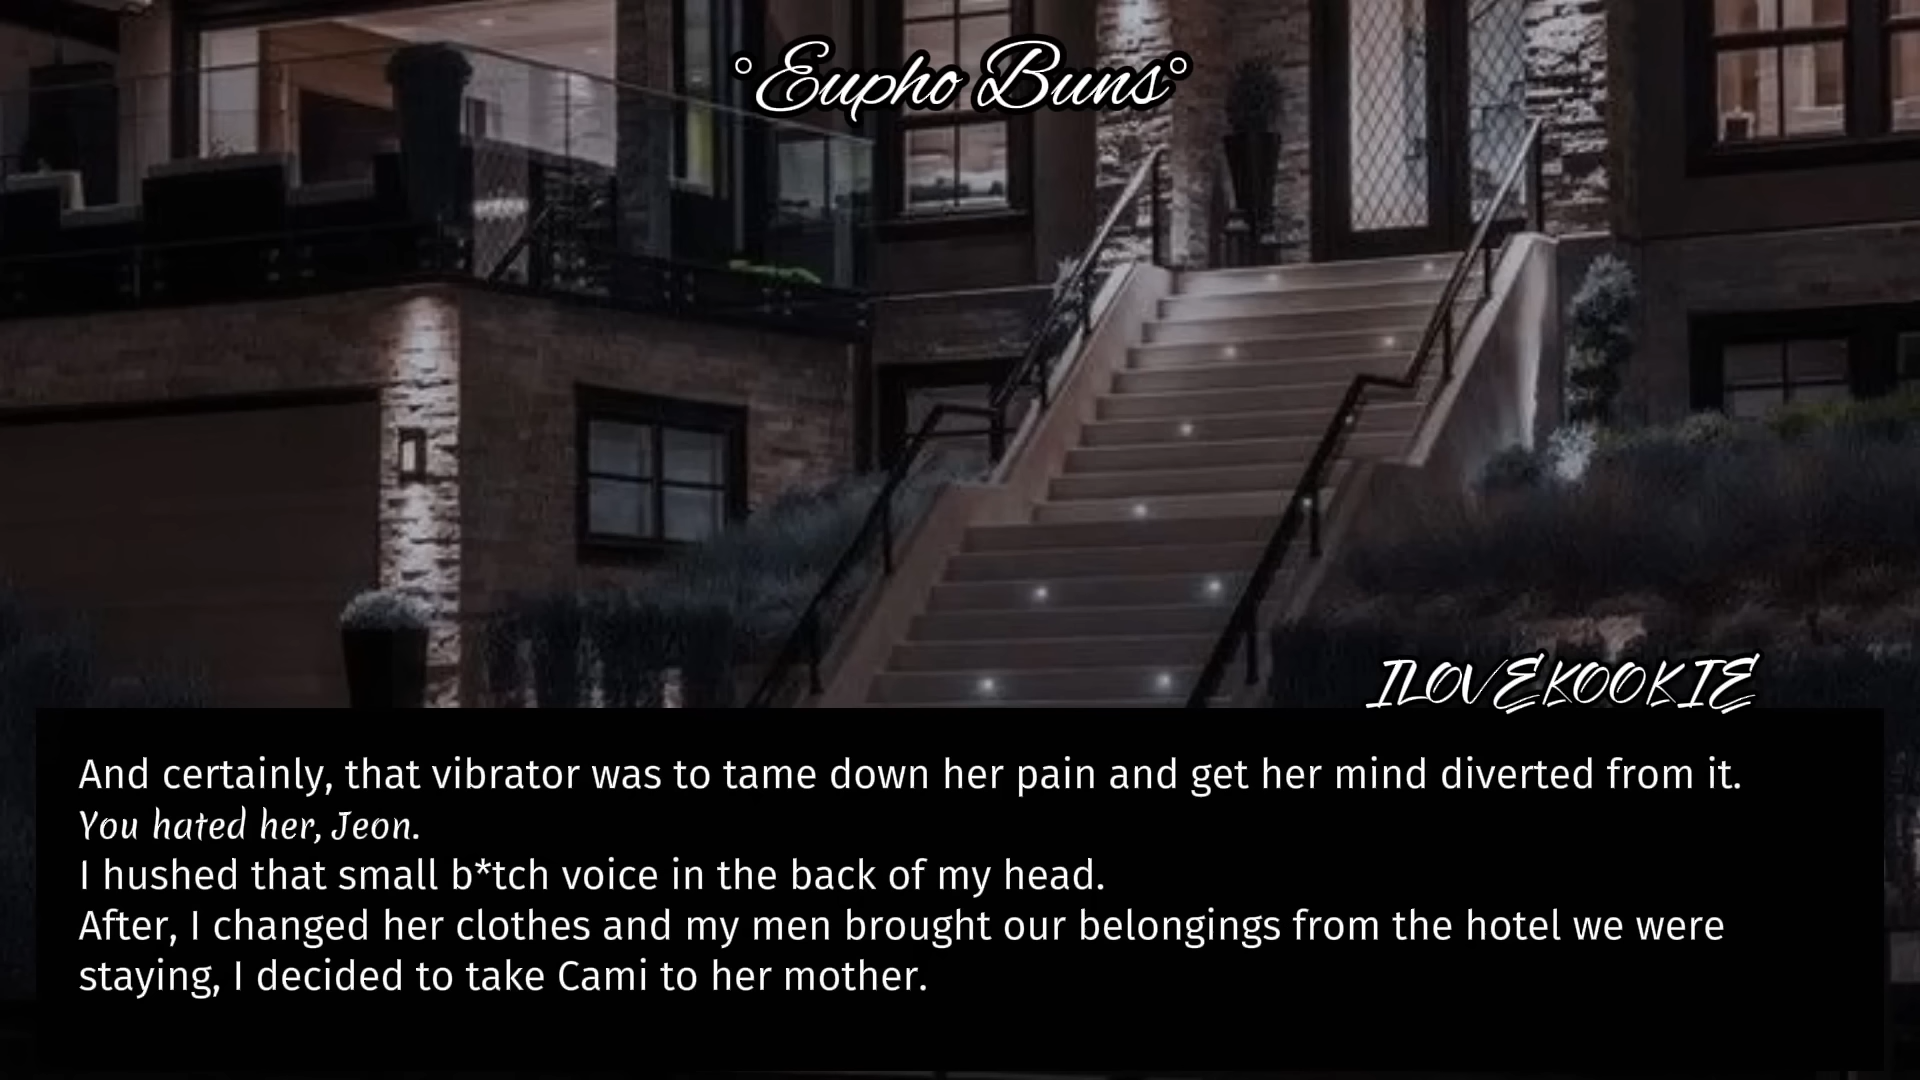 °Eupho Buns°
ILOVEKOOKIE
And certainly, that vibrator was to tame down her pain and get her mind diverted from it.
You hated her, Jeon.
I hushed that small b*tch voice in the back of my head.
After, I changed her clothes and my men brought our belongings from the hotel we were
staying, I decided to take Cami to her mother.